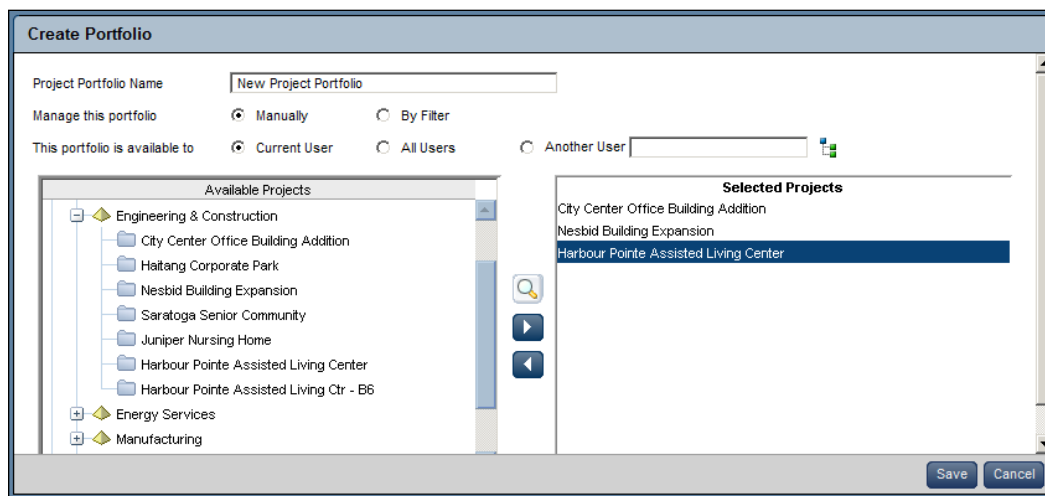 Create Portfolio
Project Portfolio Name New Project Portfolio
Manage this portfolio Manually By Filter
This portfolio is available to Current User All Users Another User
Available Projects
Engineering & Construction
City Center Office Building Addition
Haitang Corporate Park
Nesbid Building Expansion
Saratoga Senior Community
Juniper Nursing Home
Harbour Pointe Assisted Living Center
Harbour Pointe Assisted Living Ctr - B6
Energy Services
Manufacturing
Selected Projects
City Center Office Building Addition
Nesbid Building Expansion
Harbour Pointe Assisted Living Center
Save Cancel